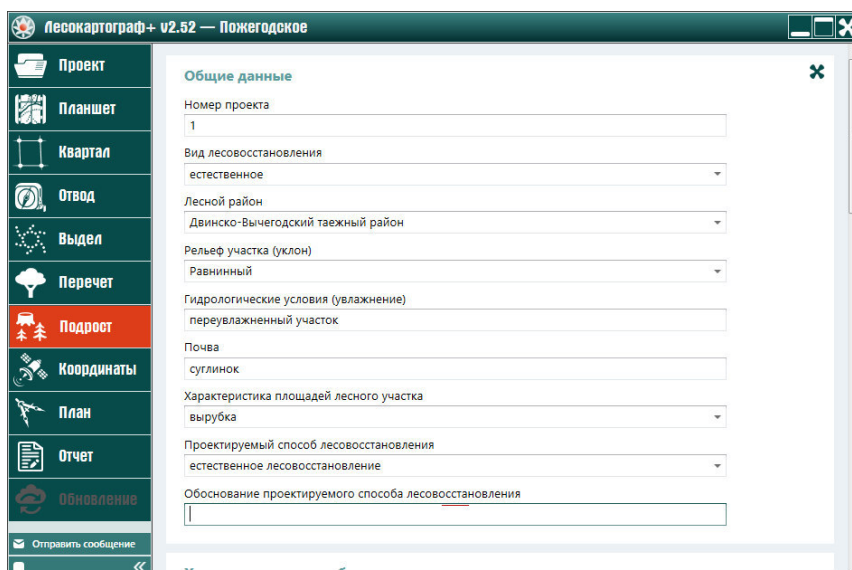 Лесокартограф+ v2.52 — Пожегодское
Проект
Планшет
Квартал
Отвод
Выдел
Перечет
Подрост
Координаты
План
Отчет
Обновление
Отправить сообщение
Общие данные
Номер проекта
1
Вид лесовосстановления
естественное
Лесной район
Двинско-Вычегодский таежный район
Рельеф участка (уклон)
Равнинный
Гидрологические условия (увлажнение)
переувлажненный участок
Почва
суглинок
Характеристика площадей лесного участка
вырубка
Проектируемый способ лесовосстановления
естественное лесовосстановление
Обоснование проектируемого способа лесовосстановления